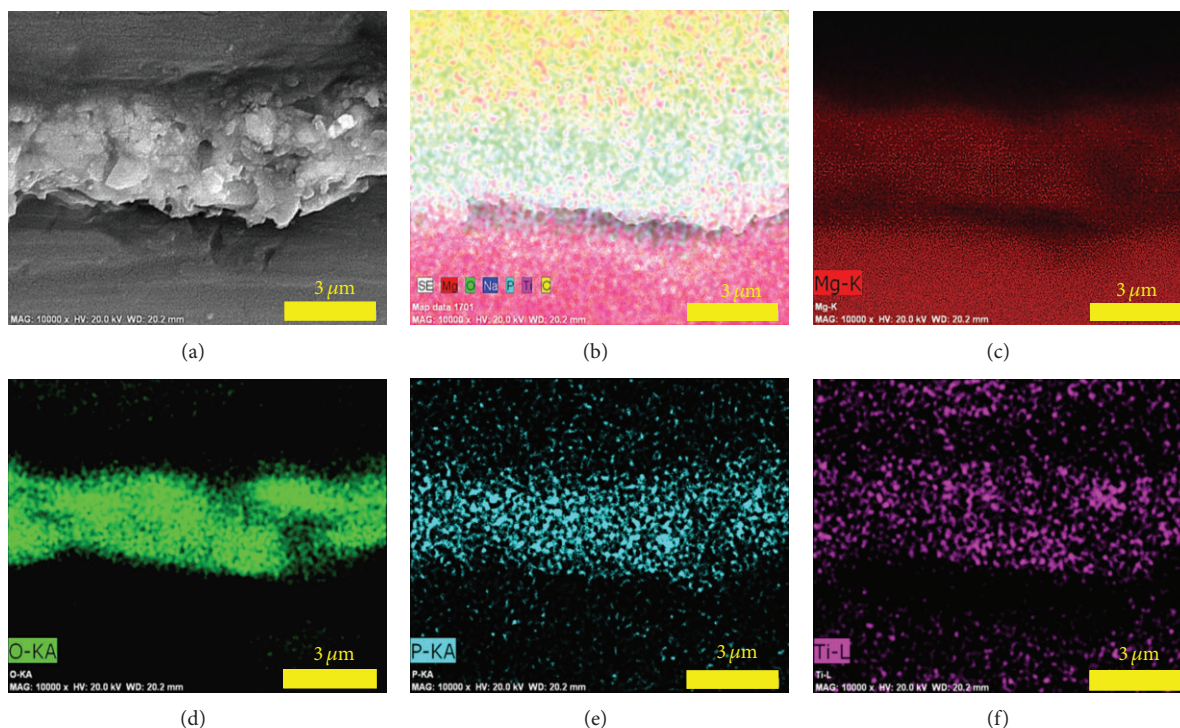 3 μm
MAG: 10000 x HV: 20.0 kV WD: 20.2 mm
(a)
SE Mg O Na P Ti C
Map data 1701
3 μm
MAG: 10000 x HV: 20.0 kV WD: 20.2 mm
(b)
Mg-K
3 μm
Mg-K
MAG: 10000 x HV: 20.0 kV WD: 20.2 mm
(c)
O-KA
3 μm
O-KA
MAG: 10000 x HV: 20.0 kV WD: 20.2 mm
(d)
P-KA
3 μm
P-KA
MAG: 10000 x HV: 20.0 kV WD: 20.2 mm
(e)
Ti-L
3 μm
Ti-L
MAG: 10000 x HV: 20.0 kV WD: 20.2 mm
(f)